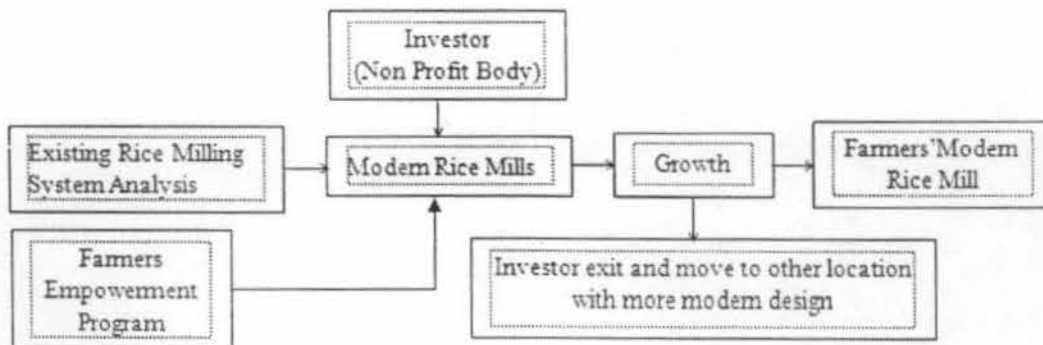 Investor
(Non Profit Body)
Existing Rice Milling
System Analysis
Modern Rice Mills
Growth
Farmers' Modern
Rice Mill
Farmers
Empowerment
Program
Investor exit and move to other location
with more modern design